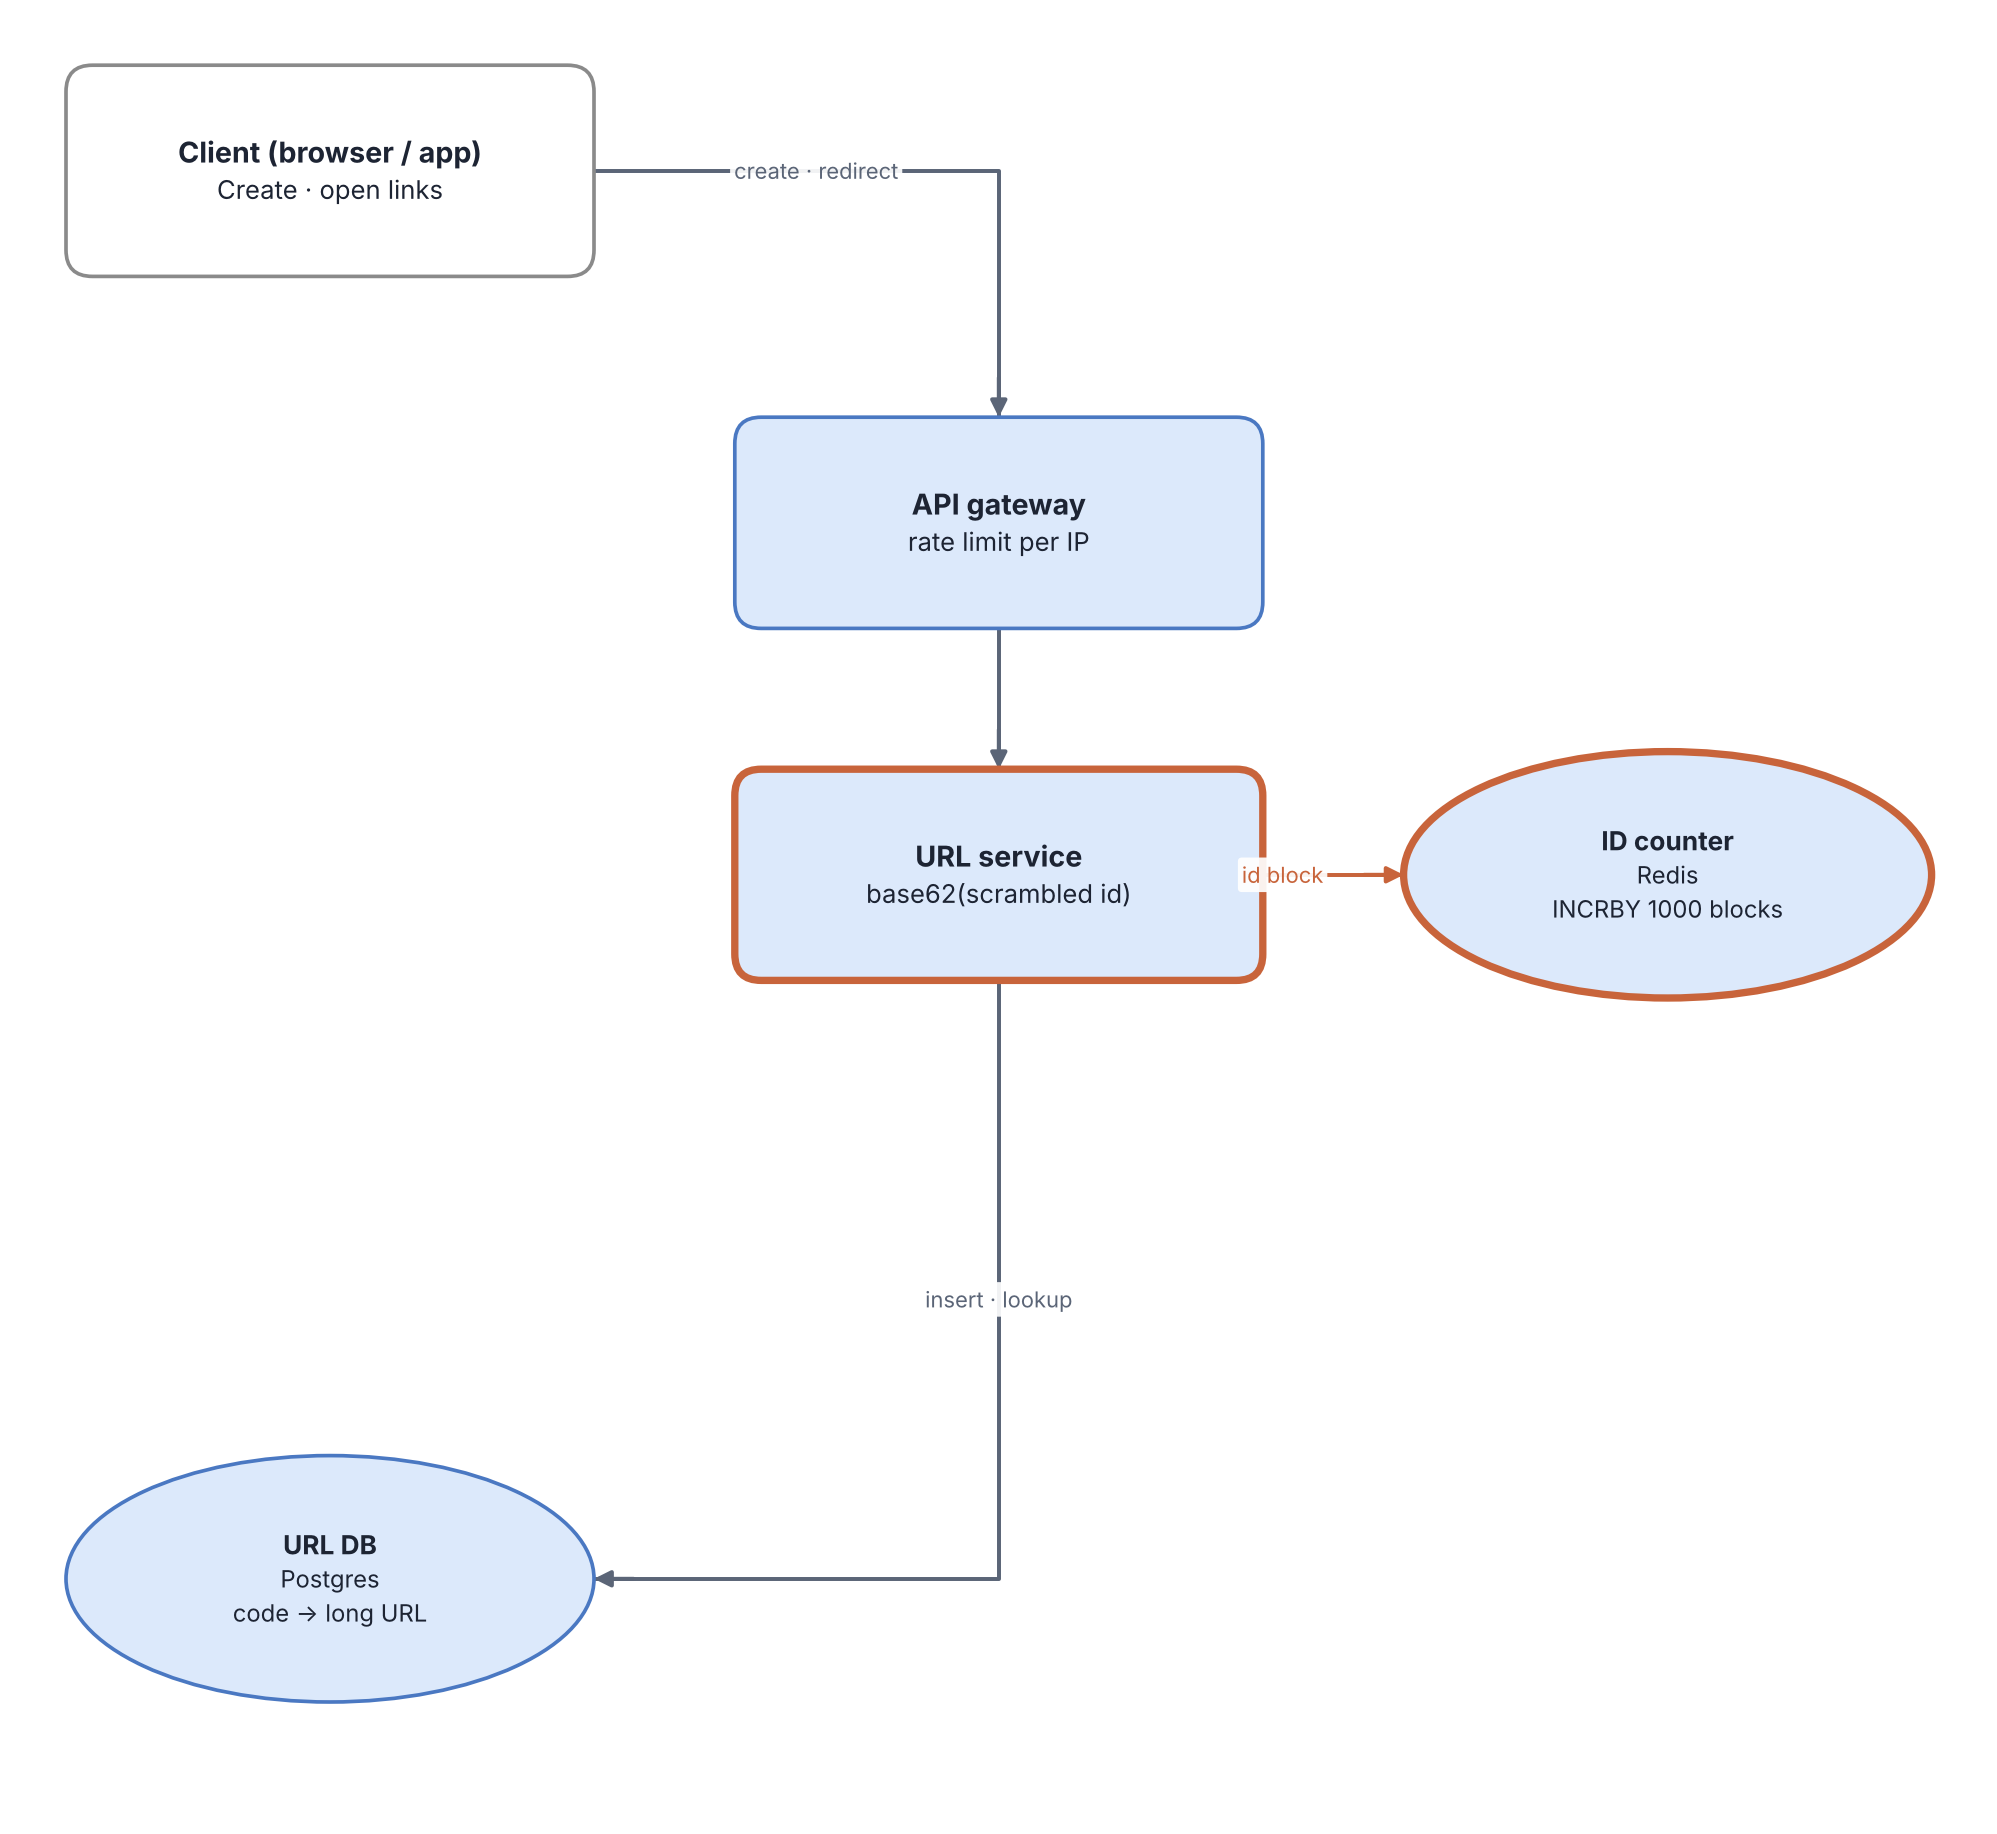 Client (browser / app)
Create · open links
create · redirect
API gateway
rate limit per IP
URL service
base62(scrambled id)
id block
ID counter
Redis
INCRBY 1000 blocks
insert · lookup
URL DB
Postgres
code → long URL